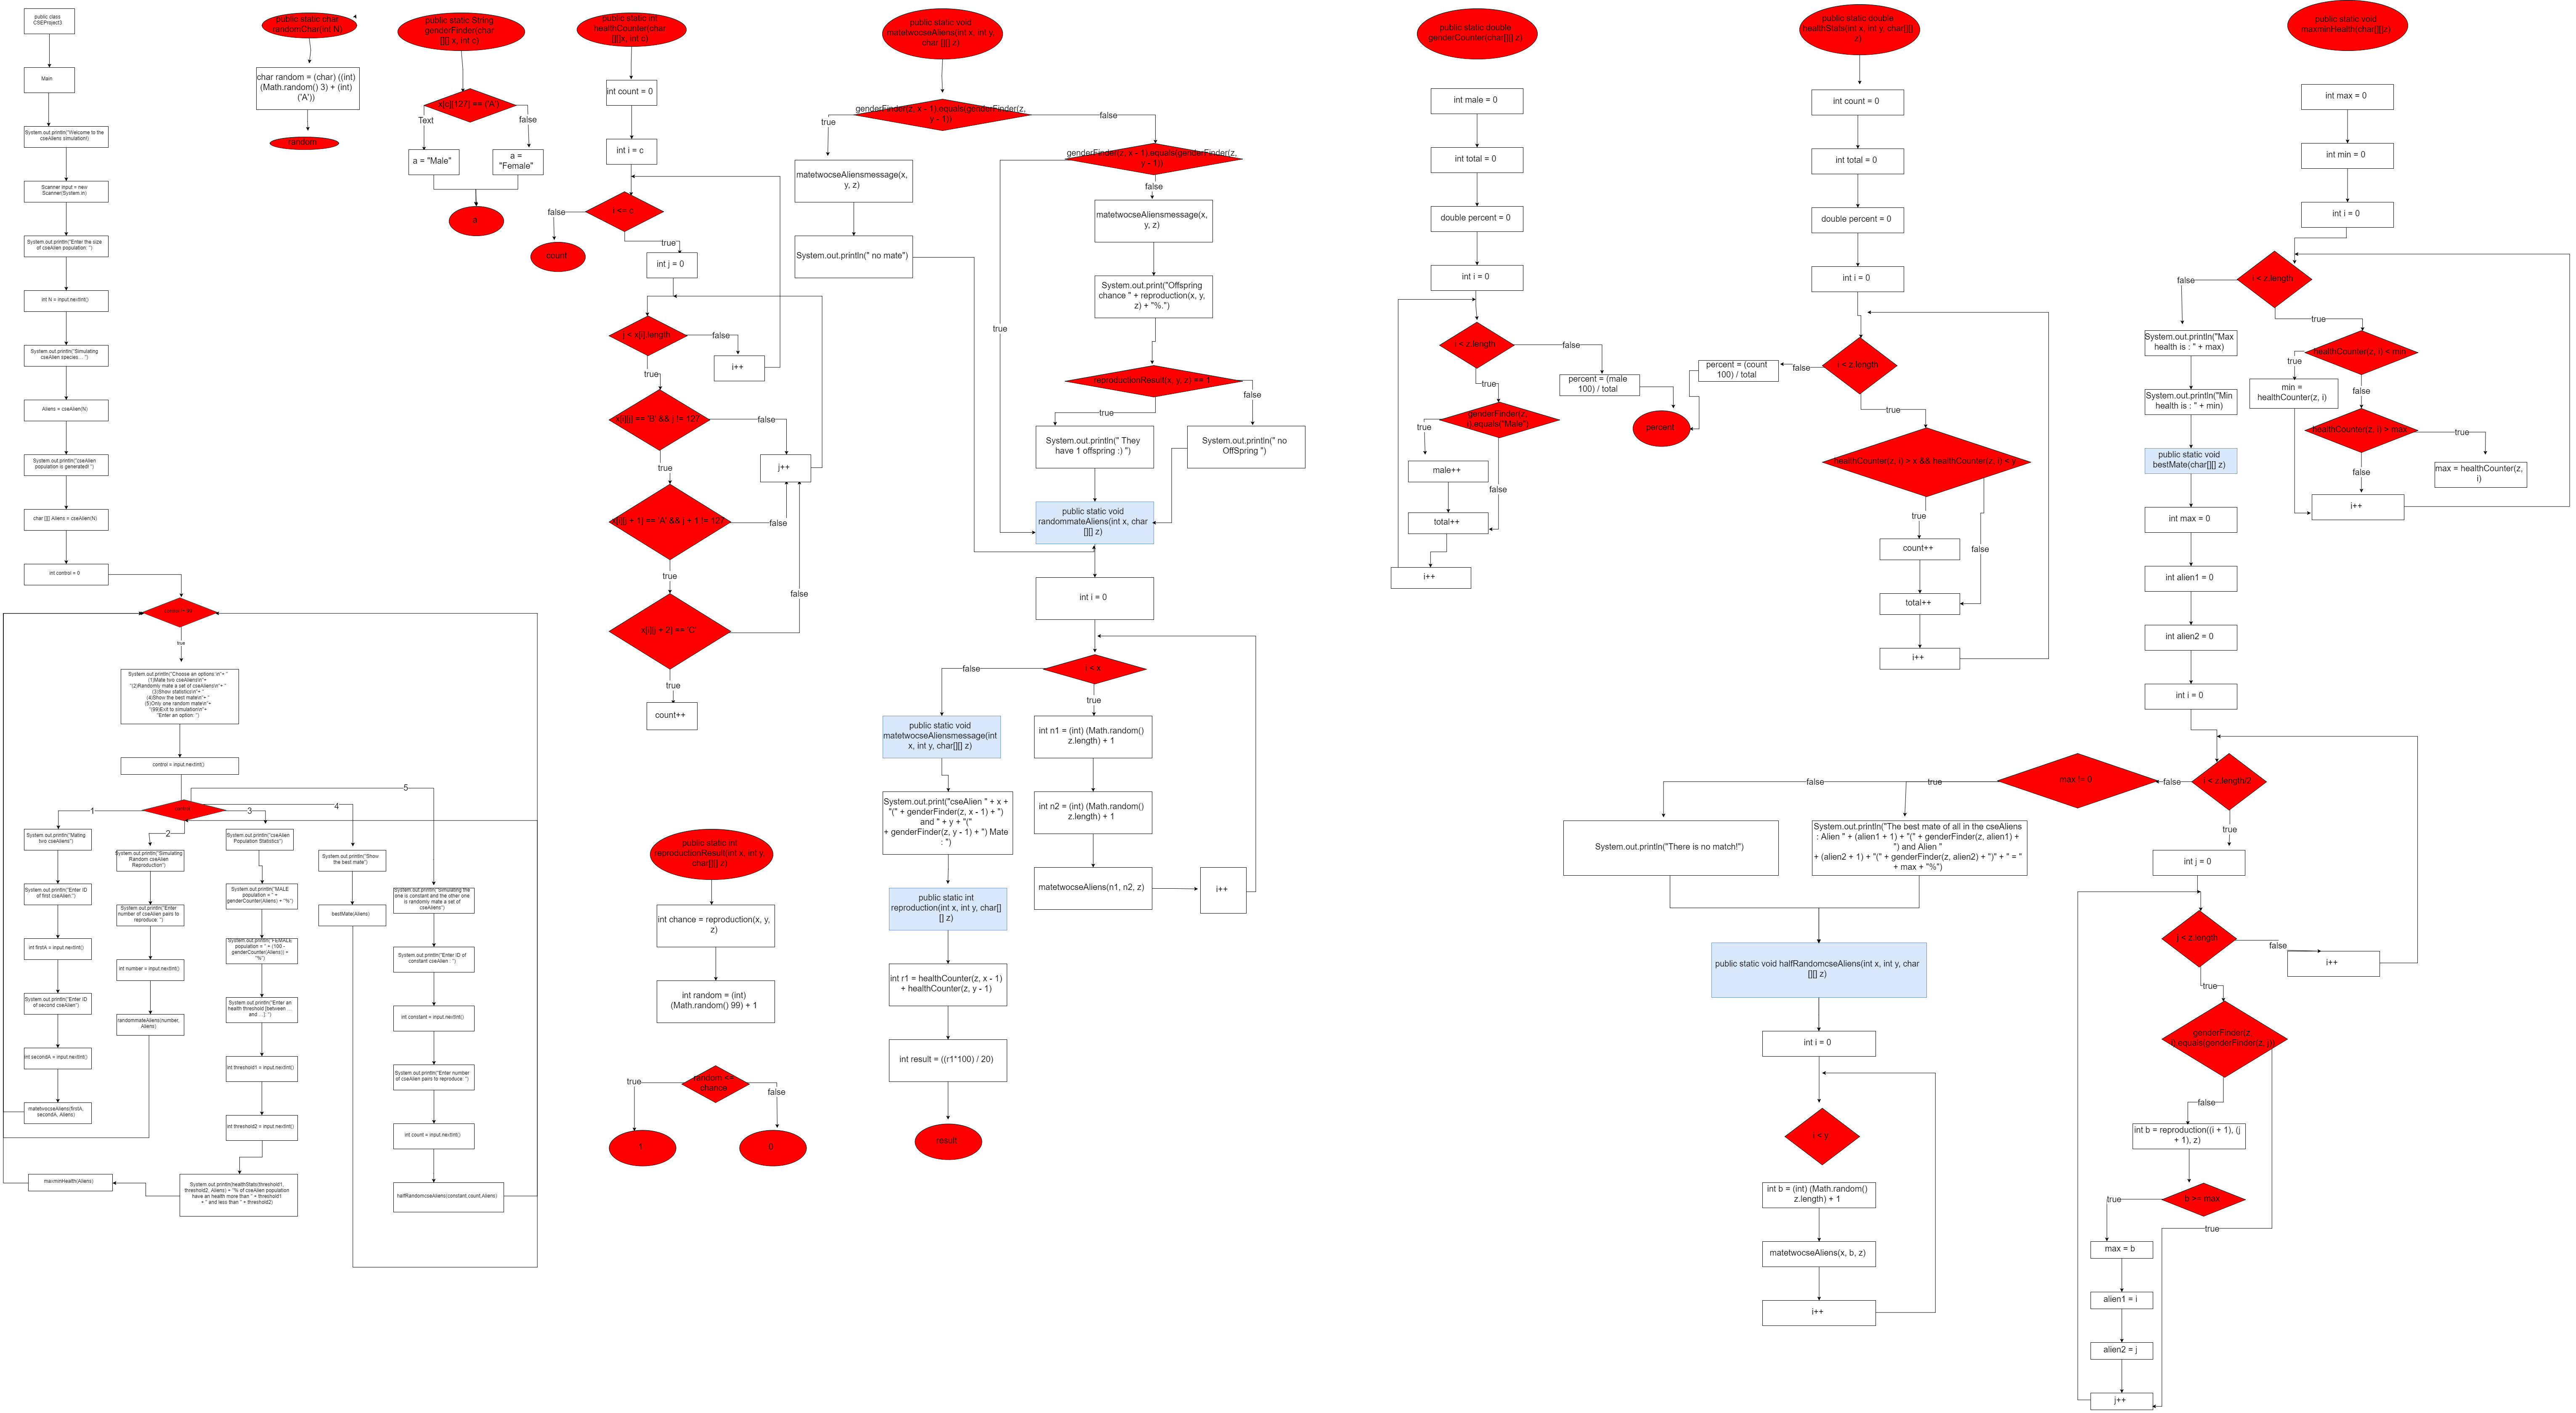 public class
CSEProject3
Main
System.out.println("Welcome to the
cseAliens simulation!)
Scanner input = new
Scanner(System.in)
System.out.println("Enter the size
of cseAlien population: ")
int N = input.nextInt()
System.out.println("Simulating
cseAlien species... ")
Aliens = cseAlien(N)
System.out.println("cseAlien
population is generated! ")
char [][] Aliens = cseAlien(N)
int control = 0
true
System.out.println("Choose an options:\n"+ "
(1)Mate two cseAliens\n"+
"(2)Randomly mate a set of cseAliens\n"+ "
(3)Show statistics\n"+ "
(4)Show the best mate\n"+ "
(5)Only one random mate\n"+
"(99)Exit to simulation\n"+
"Enter an option: ")
control = input.nextInt()
1
2
3
4
5
System.out.println("Mating
two cseAliens")
System.out.println("Enter ID
of first cseAlien:")
int firstA = input.nextInt()
System.out.println("Enter ID
of second cseAlien")
int secondA = input.nextInt()
matetwocseAliens(firstA,
secondA, Aliens)
System.out.println("Simulating
Random cseAlien
Reproduction")
System.out.println("Enter
number of cseAlien pairs to
reproduce: ")
int number = input.nextInt()
randommateAliens(number,
Aliens)
System.out.println("cseAlien
Population Statistics")
System.out.println("MALE
population = " +
genderCounter(Aliens) + "%")
System.out.println("FEMALE
population = " + (100 -
genderCounter(Aliens)) +
"%")
System.out.println("Enter an
health threshold [between ...
and ...]: ")
int threshold1 = input.nextInt()
int threshold2 = input.nextInt()
System.out.println(healthStats(threshold1,
threshold2, Aliens) + "% of cseAlien population
have an health more than " + threshold1
+ " and less than " + threshold2)
maxminHealth(Aliens)
System.out.println("Show
the best mate")
bestMate(Aliens)
System.out.println("Simulating the
one is constant and the other one
is randomly mate a set of
cseAliens")
System.out.println("Enter ID of
constant cseAlien : ")
int constant = input.nextInt()
System.out.println("Enter number
of cseAlien pairs to reproduce: ")
int count = input.nextInt()
halfRandomcseAliens(constant,count,Aliens)
public static char
randomChar(int N)
char random = (char) ((int)
(Math.random() 3) + (int)
('A'))
random
public static String
genderFinder(char
[][] x, int c)
x[c][127] == ('A')
Text
false
a = "Male"
a =
"Female"
a
public static int
healthCounter(char
[][]x, int c)
int count = 0
int i = c
i <= c
false
count
true
int j = 0
j < x[i].length
false
i++
true
x[i][j] == 'B' && j != 127
false
j++
true
x[i][j + 1] == 'A' && j + 1 != 127
false
true
false
x[i][j + 2] == 'C'
true
count++
public static int
reproductionResult(int x, int y,
char[][] z)
int chance = reproduction(x, y,
z)
int random = (int)
(Math.random() 99) + 1
random <=
chance
true
false
1
0
public static void
matetwocseAliens(int x, int y,
char [][] z)
genderFinder(z, x - 1).equals(genderFinder(z,
y - 1))
true
false
matetwocseAliensmessage(x,
y, z)
System.out.println(" no mate")
genderFinder(z, x - 1).equals(genderFinder(z,
y - 1))
false
true
matetwocseAliensmessage(x,
y, z)
System.out.print("Offspring
chance " + reproduction(x, y,
z) + "%.")
reproductionResult(x, y, z) == 1
true
false
System.out.println(" They
have 1 offspring :) ")
System.out.println(" no
OffSpring ")
public static void
randommateAliens(int x, char
[][] z)
int i = 0
i < x
false
true
public static void
matetwocseAliensmessage(int
x, int y, char[][] z)
int n1 = (int) (Math.random()
z.length) + 1
System.out.print("cseAlien " + x +
"(" + genderFinder(z, x - 1) + ")
and " + y + "("
+ genderFinder(z, y - 1) + ") Mate
: ")
int n2 = (int) (Math.random()
z.length) + 1
matetwocseAliens(n1, n2, z)
i++
public static int
reproduction(int x, int y, char[]
[] z)
int r1 = healthCounter(z, x - 1)
+ healthCounter(z, y - 1)
int result = ((r1*100) / 20)
result
public static double
genderCounter(char[][] z)
int male = 0
int total = 0
double percent = 0
int i = 0
i < z.length
false
true
percent = (male
100) / total
percent
genderFinder(z,
i).equals("Male")
true
male++
false
total++
i++
public static double
healthStats(int x, int y, char[][]
z)
int count = 0
int total = 0
double percent = 0
int i = 0
i < z.length
false
percent = (count
100) / total
true
healthCounter(z, i) > x && healthCounter(z, i) < y
true
false
count++
total++
i++
public static void
maxminHealth(char[][]z)
int max = 0
int min = 0
int i = 0
i < z.length
false
true
System.out.println("Max
health is : " + max)
System.out.println("Min
health is : " + min)
healthCounter(z, i) < min
true
min =
healthCounter(z, i)
false
healthCounter(z, i) > max
true
max = healthCounter(z,
i)
false
i++
public static void
bestMate(char[][] z)
int max = 0
int alien1 = 0
int alien2 = 0
int i = 0
i < z.length/2
false
max != 0
true
false
System.out.println("There is no match!")
System.out.println("The best mate of all in the cseAliens
: Alien " + (alien1 + 1) + "(" + genderFinder(z, alien1) +
") and Alien "
+ (alien2 + 1) + "(" + genderFinder(z, alien2) + ")" + " = "
+ max + "%")
true
int j = 0
j < z.length
false
i++
true
genderFinder(z,
i).equals(genderFinder(z, j))
false
int b = reproduction((i + 1), (j
+ 1), z)
b >= max
true
true
max = b
alien1 = i
alien2 = j
j++
public static void halfRandomcseAliens(int x, int y, char
[][] z)
int i = 0
i < y
int b = (int) (Math.random()
z.length) + 1
matetwocseAliens(x, b, z)
i++